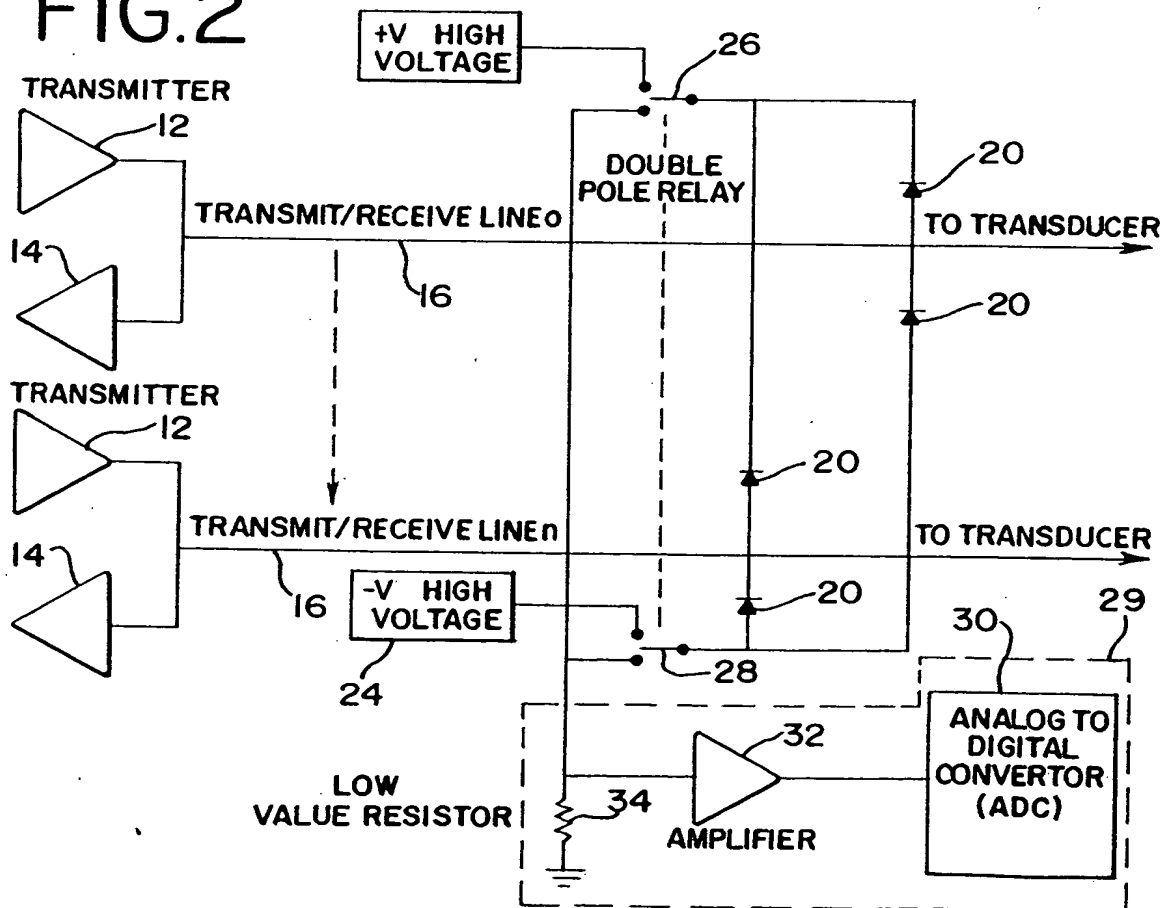 FIG.2
+V HIGH
VOLTAGE
26
TRANSMITTER
12
DOUBLE
POLE RELAY
20
TRANSMIT/RECEIVE LINE o
TO TRANSDUCER
14
16
20
TRANSMITTER
12
20
TRANSMIT/RECEIVE LINE n
TO TRANSDUCER
14
16
-V HIGH
VOLTAGE
20
29
24
28
30
ANALOG TO
DIGITAL
CONVERTOR
(ADC)
32
LOW
VALUE RESISTOR
34
AMPLIFIER